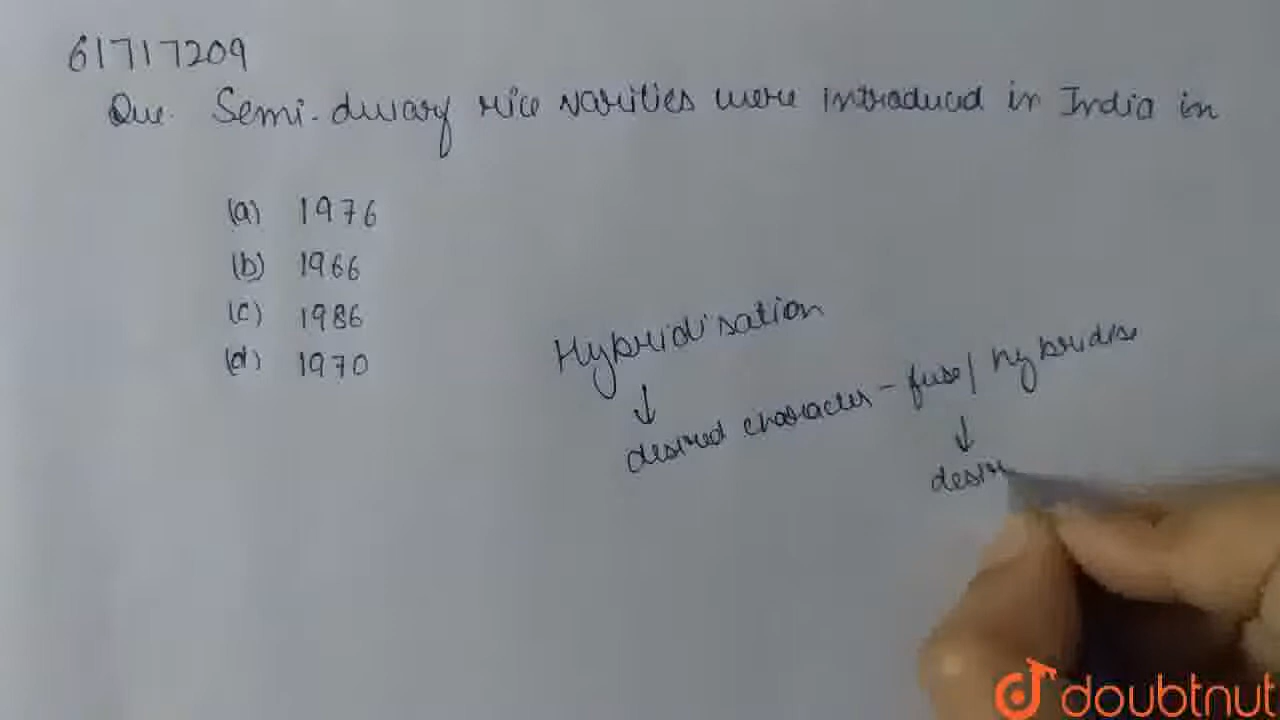 61717209
Que. Semi-dwarf rice varities were introduced in India in
(a) 1976
(b) 1966
(c) 1986
(d) 1970
Hybridisation
↓
desired character - fuse/ hybridise
↓
desir
doubtnut